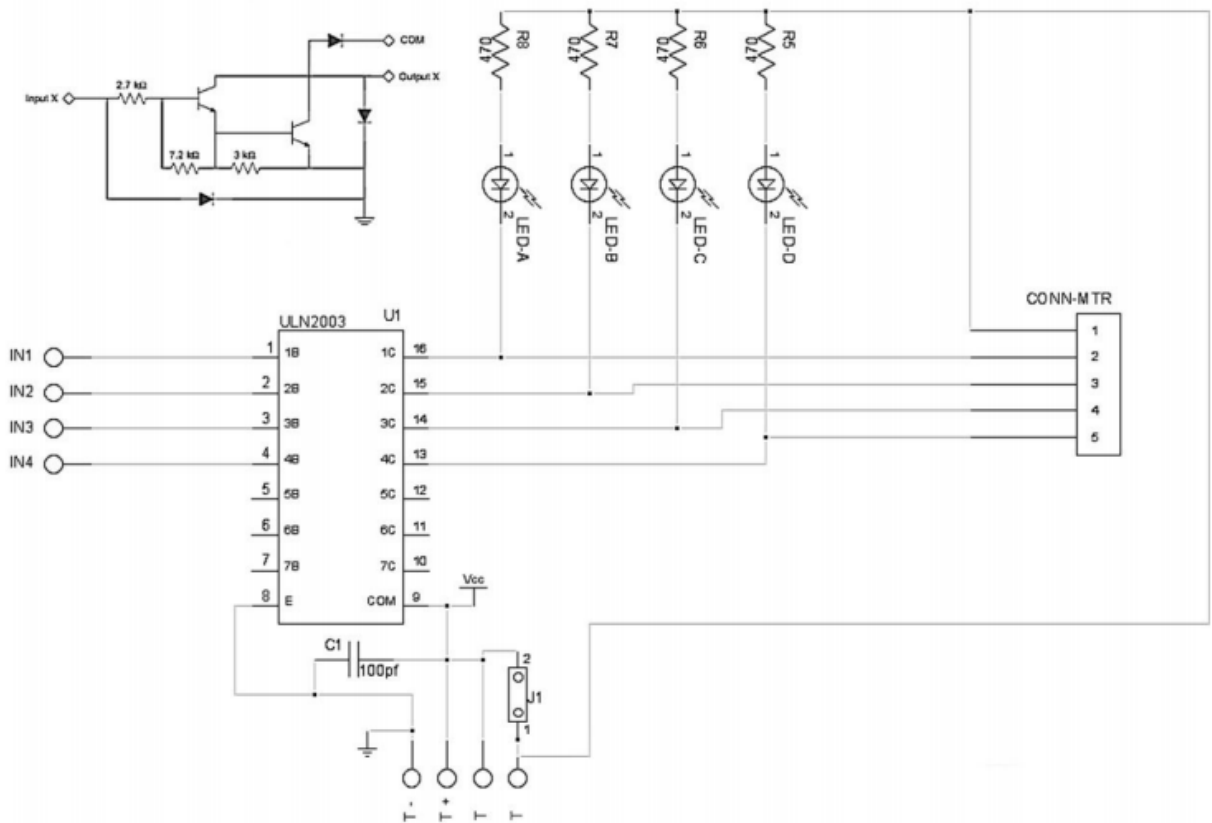 COM
Output X
Input X
2.7 kΩ
7.2 kΩ
3 kΩ
R8
470
R7
470
R6
470
R5
470
1
1
1
1
2
2
2
2
LED-A
LED-B
LED-C
LED-D
CONN-MTR
1
2
3
4
5
ULN2003
U1
IN1
1
1B
1C
16
IN2
2
2B
2C
15
IN3
3
3B
3C
14
IN4
4
4B
4C
13
5
5B
5C
12
6
6B
6C
11
7
7B
7C
10
8
E
COM
9
Vcc
C1
100pf
2
J1
1
T -
T +
T
T